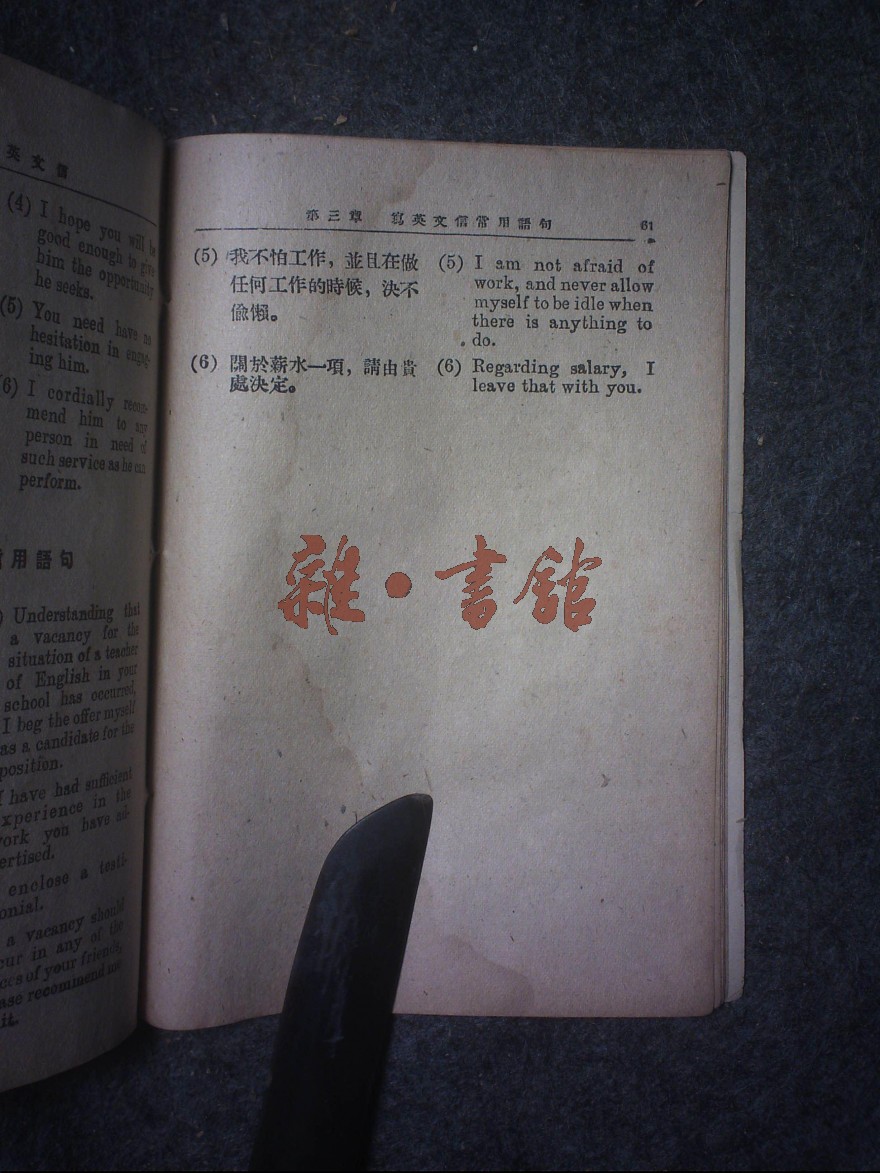 英文信
(4) I hope you will be
good enough to give
him the opportunity
he seeks.
(5) You need have no
hesitation in engag-
ing him.
(6) I cordially recom-
mend him to any
person in need of
such service as he can
perform.
用語句
) Understanding that
a vacancy for the
situation of a teacher
of English in your
school has occurred,
I beg the offer myself
as a candidate for the
position.
I have had sufficient
experience in the
work you have ad-
vertised.
enclose a testi-
monial.
a vacancy should
occur in any of the
of your friends,
please recommend me
it.
第三章 寫英文信常用語句 61
(5) 我不怕工作，並且在做
任何工作的時候，決不
偷懶。
(5) I am not afraid of
work, and never allow
myself to be idle when
there is anything to
do.
(6) 關於薪水一項，請由貴
處決定。
(6) Regarding salary, I
leave that with you.
雜·書館